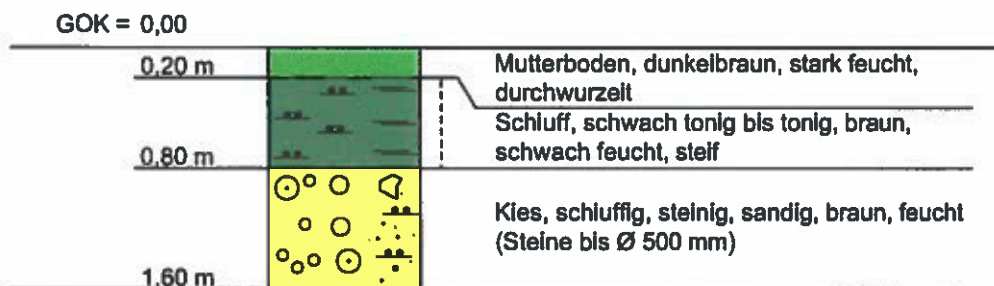 GOK = 0,00
0,20 m
Mutterboden, dunkelbraun, stark feucht,
durchwurzelt
Schluff, schwach tonig bis tonig, braun,
schwach feucht, steif
0,80 m
Kies, schluffig, steinig, sandig, braun, feucht
(Steine bis Ø 500 mm)
1,60 m